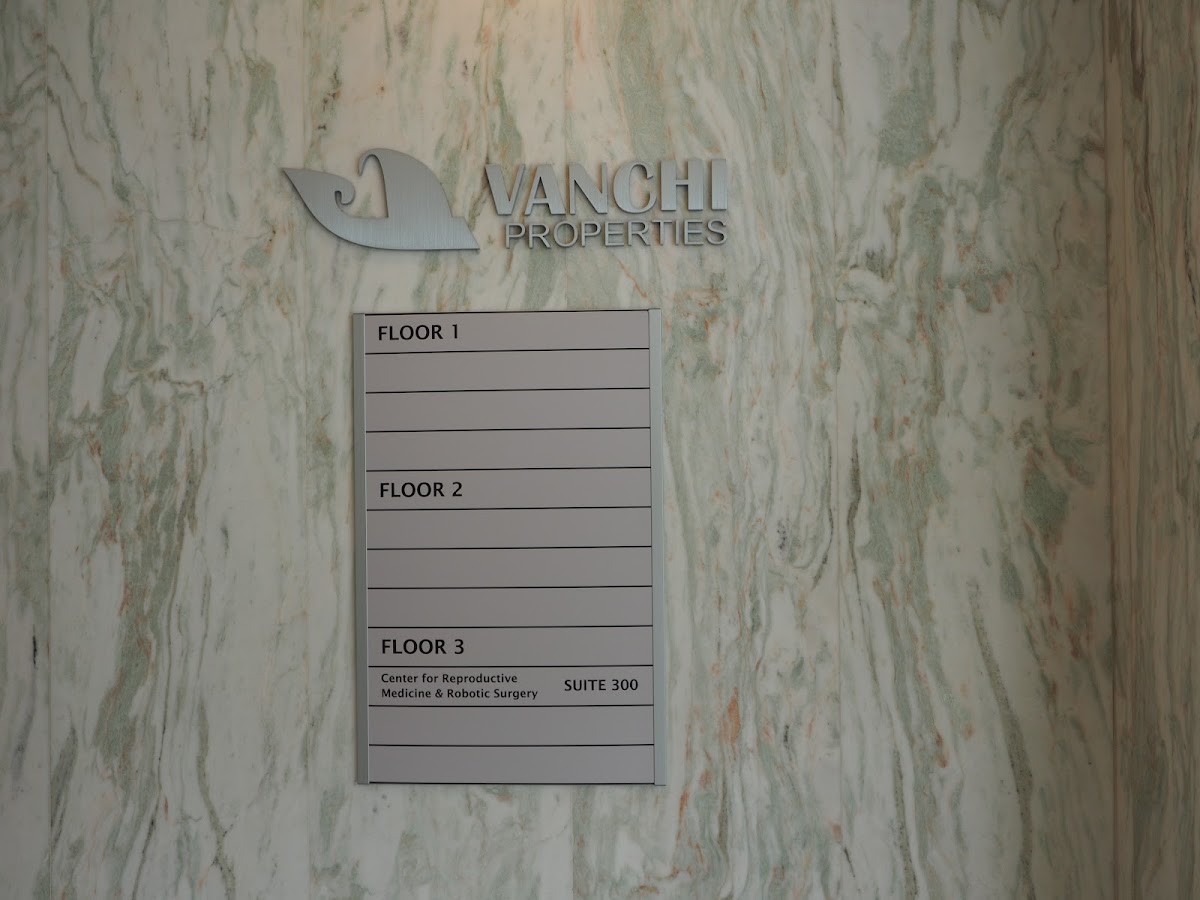 VANCHI
PROPERTIES
FLOOR 1
FLOOR 2
FLOOR 3
Center for Reproductive
Medicine & Robotic Surgery SUITE 300